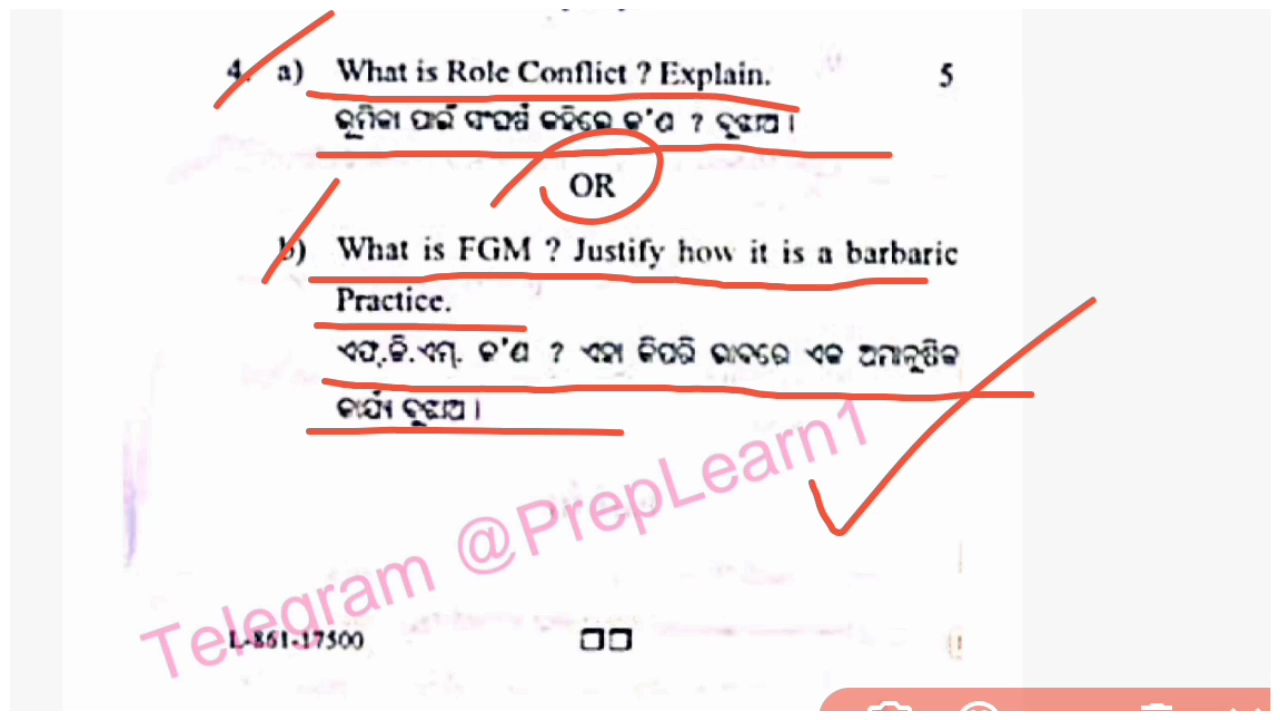 4. a) What is Role Conflict ? Explain. 5
ଭୂମିକା ପାଇଁ ସଂଘର୍ଷ କହିଲେ କ'ଣ ? ବୁଝାଅ ।
OR
b) What is FGM ? Justify how it is a barbaric
Practice.
ଏଫ୍.ଜି.ଏମ୍. କ'ଣ ? ଏହା କିପରି ଭାବରେ ଏକ ଅମାନୁଷିକ
କାର୍ଯ୍ୟ ବୁଝାଅ ।
Telegram @PrepLearn1
L-861-17500